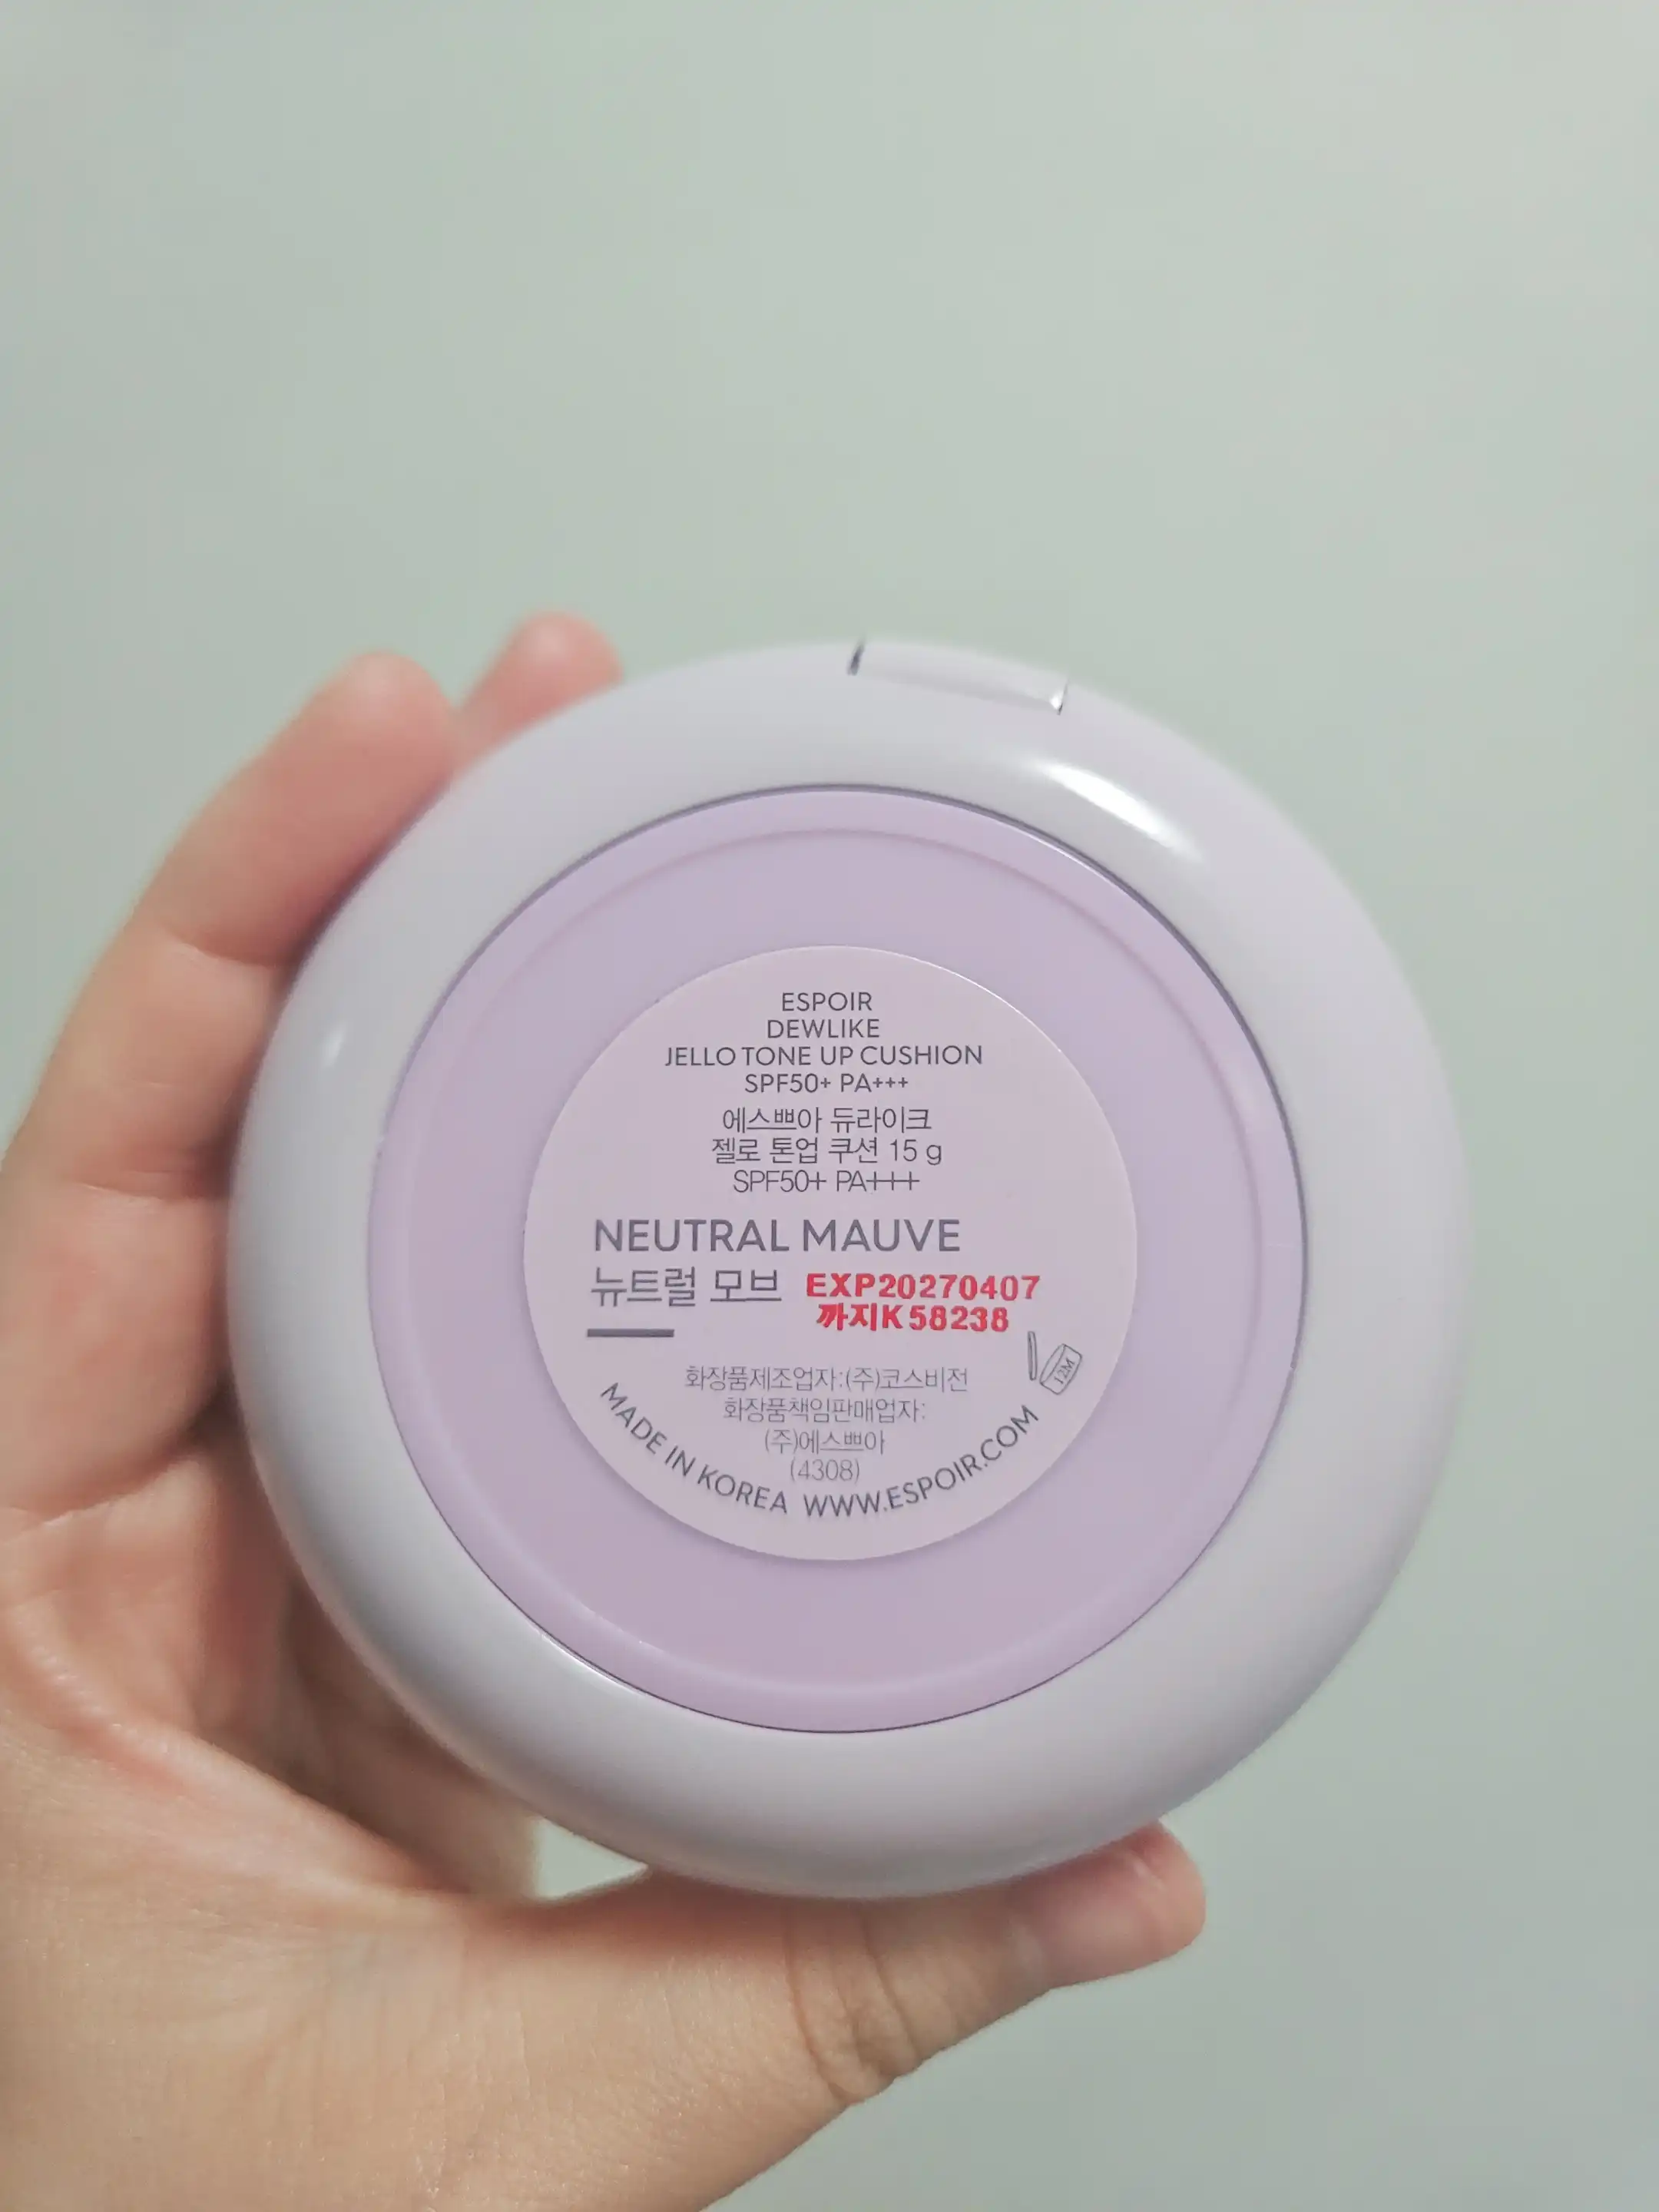 ESPOIR
DEWLIKE
JELLO TONE UP CUSHION
SPF50+ PA+++
에스쁘아 듀라이크
젤로 톤업 쿠션 15 g
SPF50+ PA+++
NEUTRAL MAUVE
뉴트럴 모브
EXP20270407
까지K58238
12M
화장품제조업자:(주)코스비전
화장품책임판매업자:
(주)에스쁘아
(4308)
MADE IN KOREA WWW.ESPOIR.COM